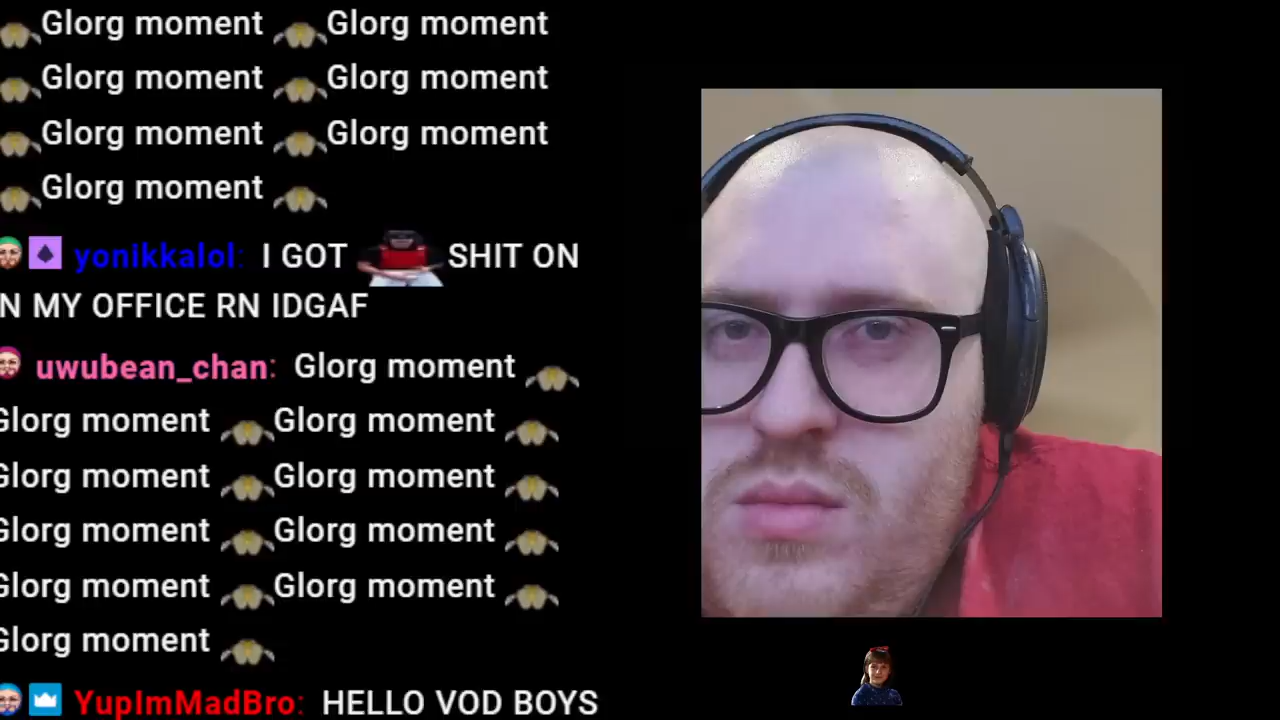 Glorg moment Glorg moment
Glorg moment Glorg moment
Glorg moment Glorg moment
Glorg moment
yonikkalol: I GOT SHIT ON
N MY OFFICE RN IDGAF
uwubean_chan: Glorg moment
Glorg moment Glorg moment
Glorg moment Glorg moment
Glorg moment Glorg moment
Glorg moment Glorg moment
Glorg moment
YupImMadBro: HELLO VOD BOYS